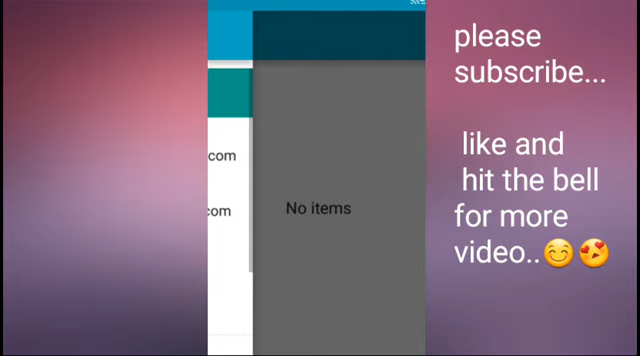 please
subscribe...
like and
hit the bell
for more
video..😊😍
com
com
No items